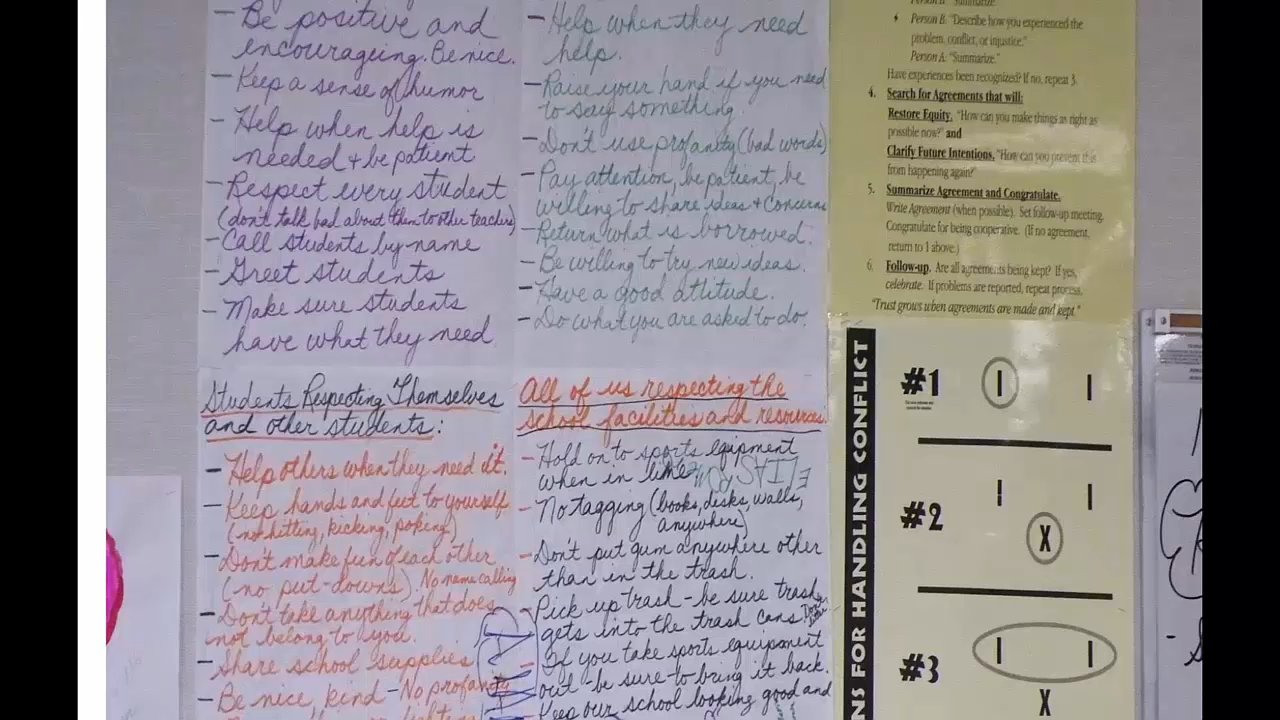 - Be positive and
encouraging. Be nice.
- Keep a sense of humor
- Help when help is
needed + be patient
- Respect every student
(don't talk bad about them to other teachers)
- Call students by name
- Greet students
- Make sure students
have what they need
- Help when they need
help.
- Raise your hand if you need
to say something.
- Don't use profanity (bad words)
- Pay attention, be patient, be
willing to share ideas + concerns
- Return what is borrowed.
- Be willing to try new ideas.
- Have a good attitude.
- Do what you are asked to do.
Students Respecting Themselves
and other students:
- Help others when they need it.
- Keep hands and feet to yourself
(no hitting, kicking, poking)
- Don't make fun of each other
(no put-downs). No name calling
- Don't take anything that does
not belong to you.
- Share school supplies
- Be nice, kind - No profanity
All of us respecting the
school facilities and resources.
- Hold on to sports eqipment
when in line
ELIAS
- No tagging (books, desks, walls,
anywhere)
- Don't put gum anywhere other
than in the trash.
- Pick up trash - be sure trash
gets into the trash cans.
- If you take sports equipment
out - be sure to bring it back.
- Keep our school looking good and
Person B: "Summarize."
Person B: "Describe how you experienced the
problem, conflict, or injustice."
Person A: "Summarize."
Have experiences been recognized? If no, repeat 3.
4. Search for Agreements that will:
Restore Equity, "How can you make things as right as
possible now?" and
Clarify Future Intentions, "How can you prevent it is
from happening again?"
5. Summarize Agreement and Congratulate.
Write Agreement (when possible). Set follow-up meeting.
Congratulate for being cooperative. (If no agreement,
return to 1 above.)
6. Follow-up. Are all agreements being kept? If yes,
celebrate. If problems are reported, repeat process.
"Trust grows when agreements are made and kept."
NS FOR HANDLING CONFLICT
#1 I I
#2 I I
X
#3 I I
X